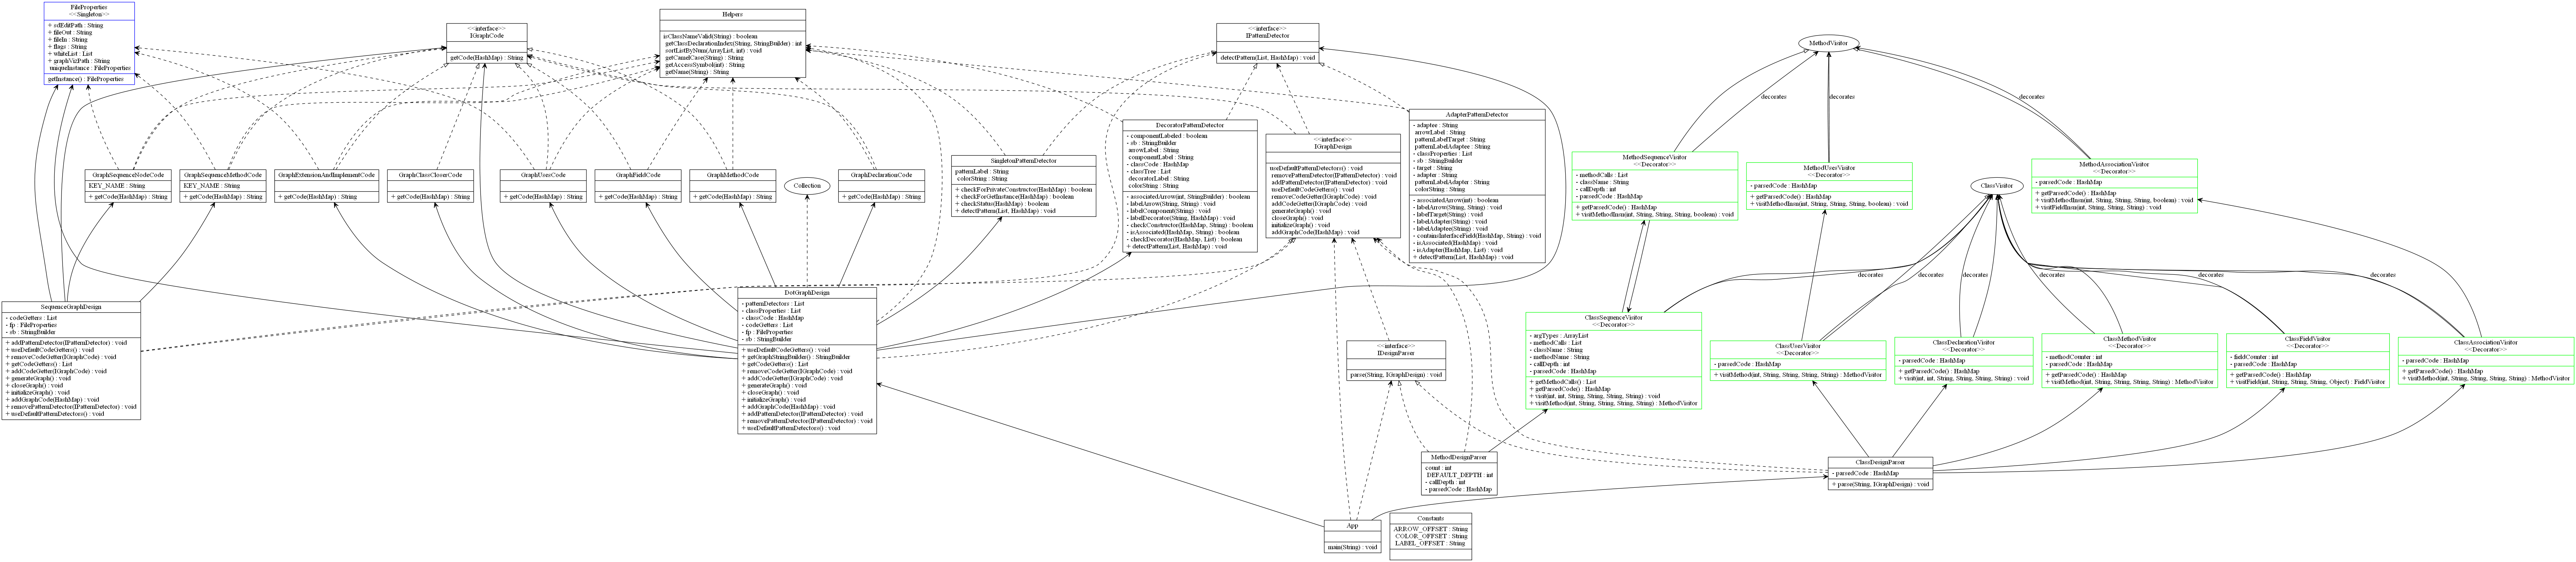 FileProperties
<<Singleton>>
+ sdEditPath : String
+ fileOut : String
+ fileIn : String
+ flags : String
+ whiteList : List
+ graphVizPath : String
uniqueInstance : FileProperties
getInstance() : FileProperties
<<interface>>
IGraphCode
getCode(HashMap) : String
Helpers
isClassNameValid(String) : boolean
getClassDeclarationIndex(String, StringBuilder) : int
sortListByNum(ArrayList, int) : void
getCamelCase(String) : String
getAccessSymbol(int) : String
getName(String) : String
<<interface>>
IPatternDetector
detectPattern(List, HashMap) : void
MethodVisitor
decorates
decorates
decorates
GraphSequenceNodeCode
KEY_NAME : String
+ getCode(HashMap) : String
GraphSequenceMethodCode
KEY_NAME : String
+ getCode(HashMap) : String
GraphExtensionAndImplementCode
+ getCode(HashMap) : String
GraphClassCloserCode
+ getCode(HashMap) : String
GraphUsesCode
+ getCode(HashMap) : String
GraphFieldCode
+ getCode(HashMap) : String
GraphMethodCode
+ getCode(HashMap) : String
Collection
GraphDeclarationCode
+ getCode(HashMap) : String
SingletonPatternDetector
patternLabel : String
colorString : String
+ checkForPrivateConstructor(HashMap) : boolean
+ checkForGetInstance(HashMap) : boolean
+ checkStatus(HashMap) : boolean
+ detectPattern(List, HashMap) : void
DecoratorPatternDetector
- componentLabeled : boolean
- sb : StringBuilder
arrowLabel : String
componentLabel : String
- classCode : HashMap
- classTree : List
decoratorLabel : String
colorString : String
- associatedArrow(int, StringBuilder) : boolean
- labelArrow(String, String) : void
- labelComponent(String) : void
- labelDecorator(String, HashMap) : void
- checkConstructor(HashMap, String) : boolean
- isAssociated(HashMap, String) : boolean
- checkDecorator(HashMap, List) : boolean
+ detectPattern(List, HashMap) : void
<<interface>>
IGraphDesign
useDefaultPatternDetectors() : void
removePatternDetector(IPatternDetector) : void
addPatternDetector(IPatternDetector) : void
useDefaultCodeGetters() : void
removeCodeGetter(IGraphCode) : void
addCodeGetter(IGraphCode) : void
generateGraph() : void
closeGraph() : void
initializeGraph() : void
addGraphCode(HashMap) : void
AdapterPatternDetector
- adaptee : String
arrowLabel : String
patternLabelTarget : String
patternLabelAdaptee : String
- classProperties : List
- sb : StringBuilder
- target : String
- adapter : String
patternLabelAdapter : String
colorString : String
- associatedArrow(int) : boolean
- labelArrow(String, String) : void
- labelTarget(String) : void
- labelAdaptee(String) : void
- labelAdapter(String) : void
- containsInterfaceField(HashMap, String) : void
- isAssociated(HashMap) : void
- isAdapter(HashMap, List) : void
+ detectPattern(List, HashMap) : void
MethodSequenceVisitor
<<Decorator>>
- methodCalls : List
- className : String
- callDepth : int
- parsedCode : HashMap
+ getParsedCode() : HashMap
+ visitMethodInsn(int, String, String, String, boolean) : void
MethodUsesVisitor
<<Decorator>>
- parsedCode : HashMap
+ getParsedCode() : HashMap
+ visitMethodInsn(int, String, String, String, boolean) : void
ClassVisitor
MethodAssociationVisitor
<<Decorator>>
- parsedCode : HashMap
+ getParsedCode() : HashMap
+ visitMethodInsn(int, String, String, String, boolean) : void
+ visitFieldInsn(int, String, String, String) : void
decorates
decorates
decorates
decorates
decorates
decorates
SequenceGraphDesign
- codeGetters : List
- fp : FileProperties
- sb : StringBuilder
+ addPatternDetector(IPatternDetector) : void
+ useDefaultCodeGetters() : void
+ removeCodeGetter(IGraphCode) : void
+ getCodeGetters() : List
+ addCodeGetter(IGraphCode) : void
+ generateGraph() : void
+ closeGraph() : void
+ initializeGraph() : void
+ addGraphCode(HashMap) : void
+ removePatternDetector(IPatternDetector) : void
+ useDefaultPatternDetectors() : void
DotGraphDesign
- patternDetectors : List
- classProperties : List
- classCode : HashMap
- codeGetters : List
- fp : FileProperties
- sb : StringBuilder
+ useDefaultCodeGetters() : void
+ getGraphStringBuilder() : StringBuilder
+ getCodeGetters() : List
+ removeCodeGetter(IGraphCode) : void
+ addCodeGetter(IGraphCode) : void
+ generateGraph() : void
+ closeGraph() : void
+ initializeGraph() : void
+ addGraphCode(HashMap) : void
+ addPatternDetector(IPatternDetector) : void
+ removePatternDetector(IPatternDetector) : void
+ useDefaultPatternDetectors() : void
<<interface>>
IDesignParser
parse(String, IGraphDesign) : void
ClassSequenceVisitor
<<Decorator>>
- argTypes : ArrayList
- methodCalls : List
- className : String
- methodName : String
- callDepth : int
- parsedCode : HashMap
+ getMethodCalls() : List
+ getParsedCode() : HashMap
+ visit(int, int, String, String, String, String) : void
+ visitMethod(int, String, String, String, String) : MethodVisitor
ClassUsesVisitor
<<Decorator>>
- parsedCode : HashMap
+ visitMethod(int, String, String, String, String) : MethodVisitor
ClassDeclarationVisitor
<<Decorator>>
- parsedCode : HashMap
+ getParsedCode() : HashMap
+ visit(int, int, String, String, String, String) : void
ClassMethodVisitor
<<Decorator>>
- methodCounter : int
- parsedCode : HashMap
+ getParsedCode() : HashMap
+ visitMethod(int, String, String, String, String) : MethodVisitor
ClassFieldVisitor
<<Decorator>>
- fieldCounter : int
- parsedCode : HashMap
+ getParsedCode() : HashMap
+ visitField(int, String, String, String, Object) : FieldVisitor
ClassAssociationVisitor
<<Decorator>>
- parsedCode : HashMap
+ getParsedCode() : HashMap
+ visitMethod(int, String, String, String, String) : MethodVisitor
MethodDesignParser
count : int
DEFAULT_DEPTH : int
- callDepth : int
- parsedCode : HashMap
ClassDesignParser
- parsedCode : HashMap
+ parse(String, IGraphDesign) : void
App
main(String) : void
Constants
ARROW_OFFSET : String
COLOR_OFFSET : String
LABEL_OFFSET : String